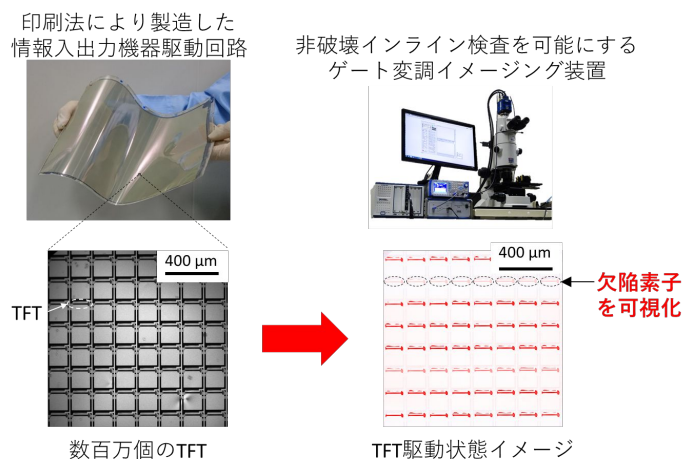 印刷法により製造した
情報入出力機器駆動回路
非破壊インライン検査を可能にする
ゲート変調イメージング装置
400 μm
TFT
数百万個のTFT
400 μm
欠陥素子
を可視化
TFT駆動状態イメージ